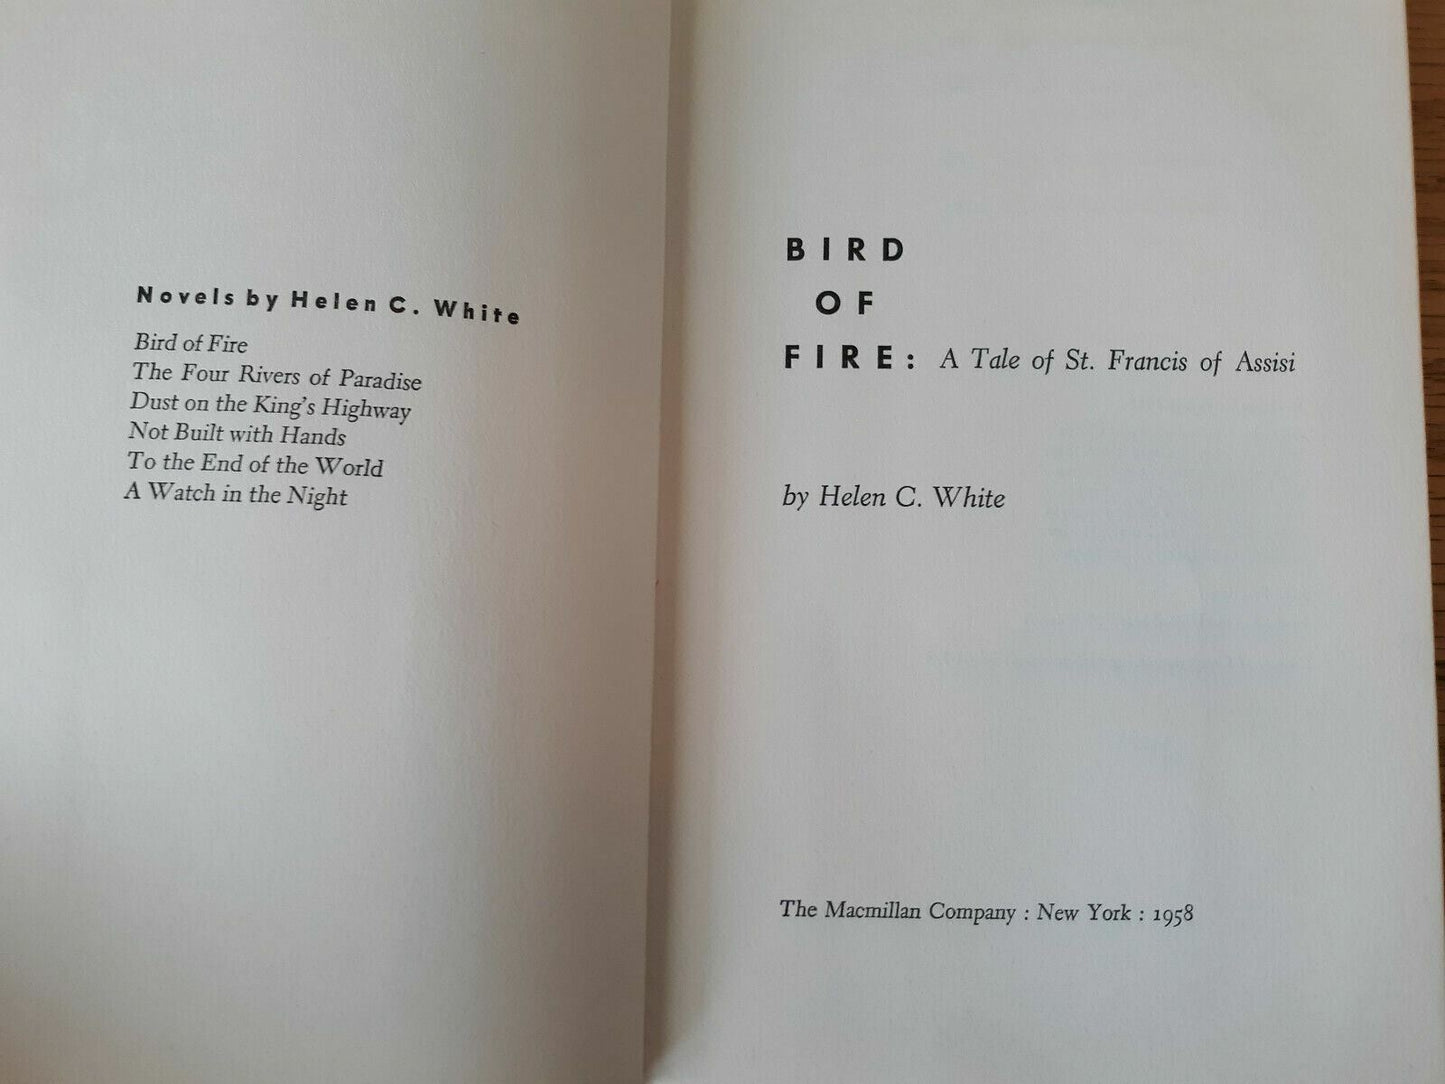 Novels by Helen C. White
Bird of Fire
The Four Rivers of Paradise
Dust on the King's Highway
Not Built with Hands
To the End of the World
A Watch in the Night
BIRD
OF
FIRE: A Tale of St. Francis of Assisi
by Helen C. White
The Macmillan Company : New York : 1958